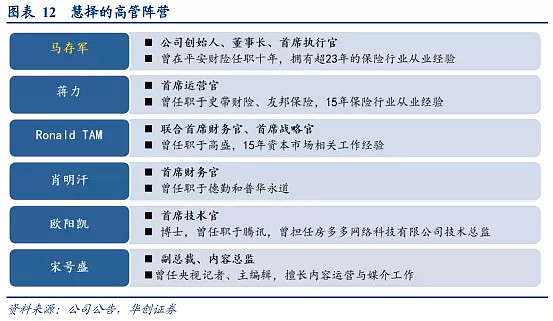 图表 12 慧择的高管阵营
马存军
■ 公司创始人、董事长、首席执行官
■ 曾在平安财险任职十年，拥有超23年的保险行业从业经验
蒋力
■ 首席运营官
■ 曾任职于史带财险、友邦保险，15年保险行业从业经验
Ronald TAM
■ 联合首席财务官、首席战略官
■ 曾任职于高盛，15年资本市场相关工作经验
肖明汗
■ 首席财务官
■ 曾任职于德勤和普华永道
欧阳凯
■ 首席技术官
■ 博士，曾任职于腾讯，曾担任房多多网络科技有限公司技术总监
宋号盛
■ 副总裁、内容总监
■曾任央视记者、主编辑，擅长内容运营与媒介工作
资料来源：公司公告，华创证券